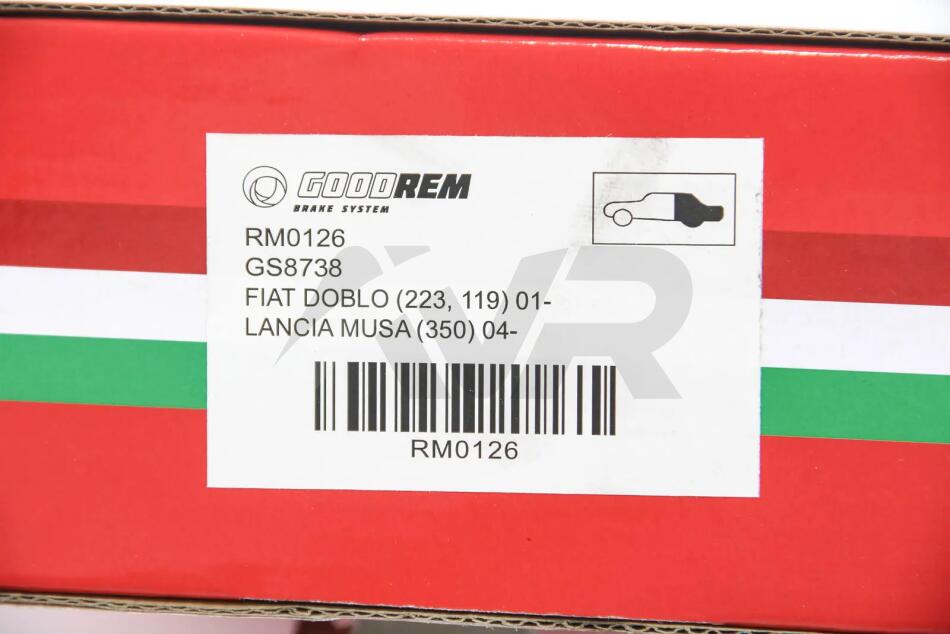 GOODREM
BRAKE SYSTEM
RM0126
GS8738
FIAT DOBLO (223, 119) 01-
LANCIA MUSA (350) 04-
RM0126